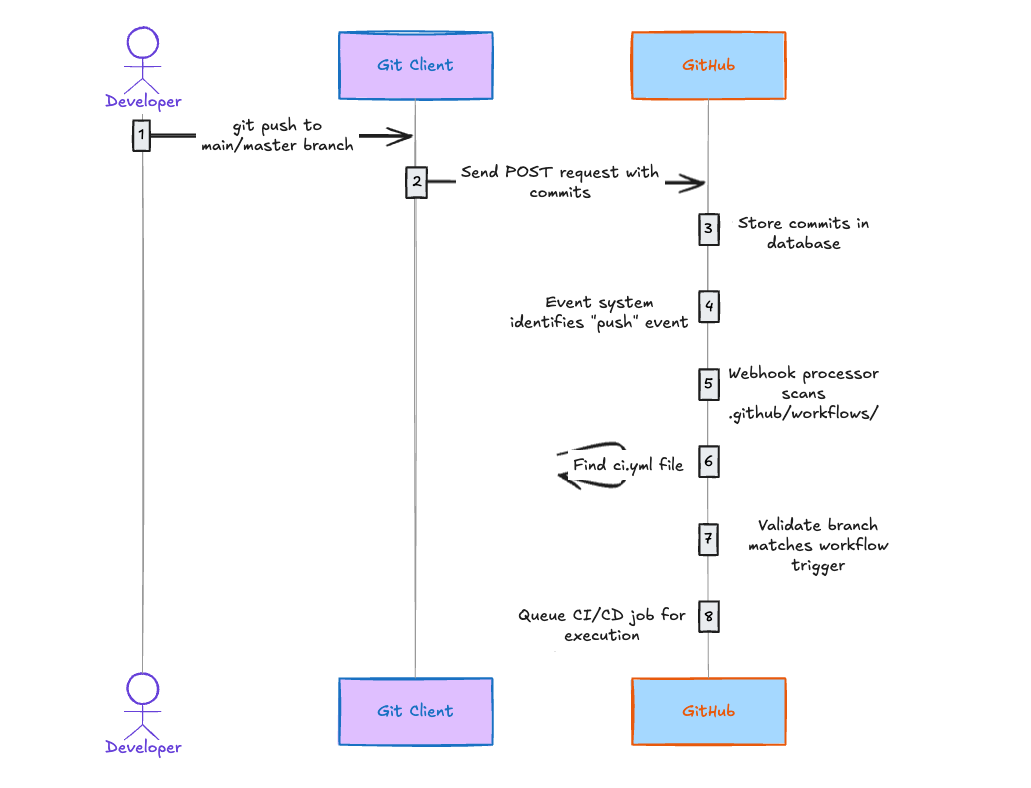 Git Client
GitHub
Developer
1
git push to
main/master branch
2
Send POST request with
commits
3
Store commits in
database
4
Event system
identifies "push" event
5
Webhook processor
scans
.github/workflows/
Find ci.yml file
6
7
Validate branch
matches workflow
trigger
Queue CI/CD job for
execution
8
Git Client
GitHub
Developer